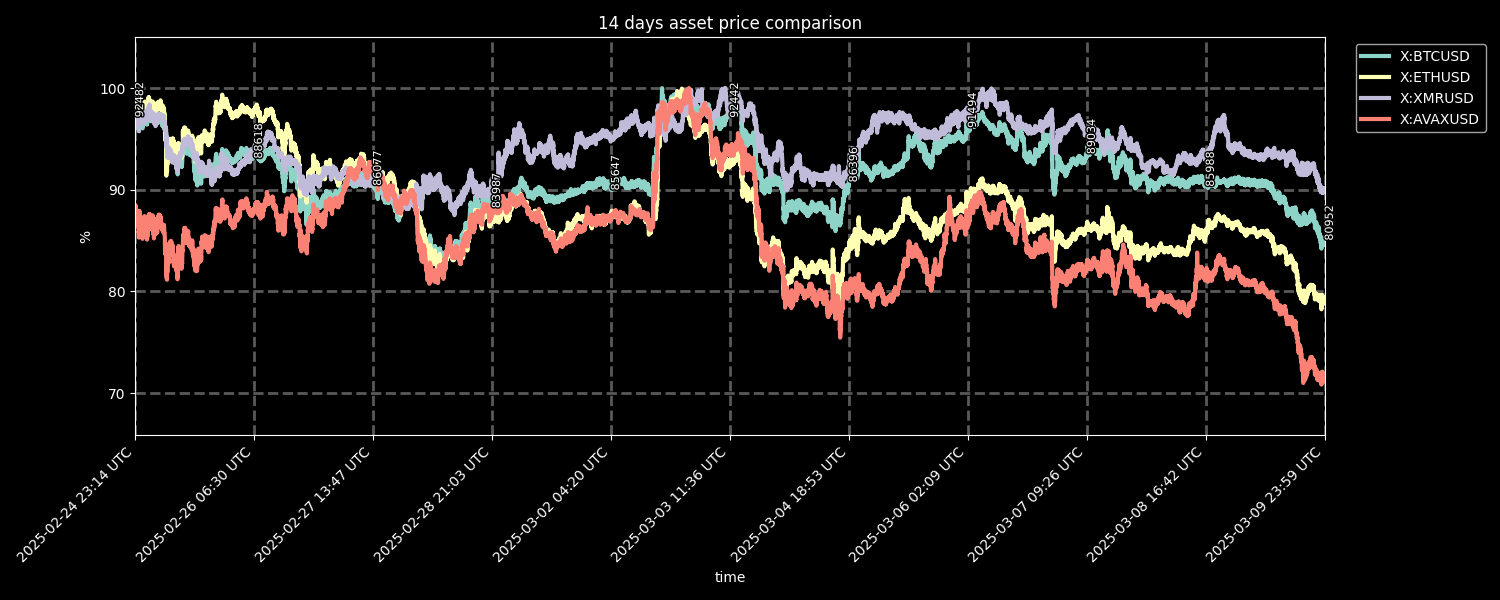 14 days asset price comparison
X:BTCUSD
X:ETHUSD
X:XMRUSD
X:AVAXUSD
%
100
90
80
70
92482
88618
86077
83987
85647
92442
86396
91494
89034
85988
80952
2025-02-24 23:14 UTC
2025-02-26 06:30 UTC
2025-02-27 13:47 UTC
2025-02-28 21:03 UTC
2025-03-02 04:20 UTC
2025-03-03 11:36 UTC
2025-03-04 18:53 UTC
2025-03-06 02:09 UTC
2025-03-07 09:26 UTC
2025-03-08 16:42 UTC
2025-03-09 23:59 UTC
time